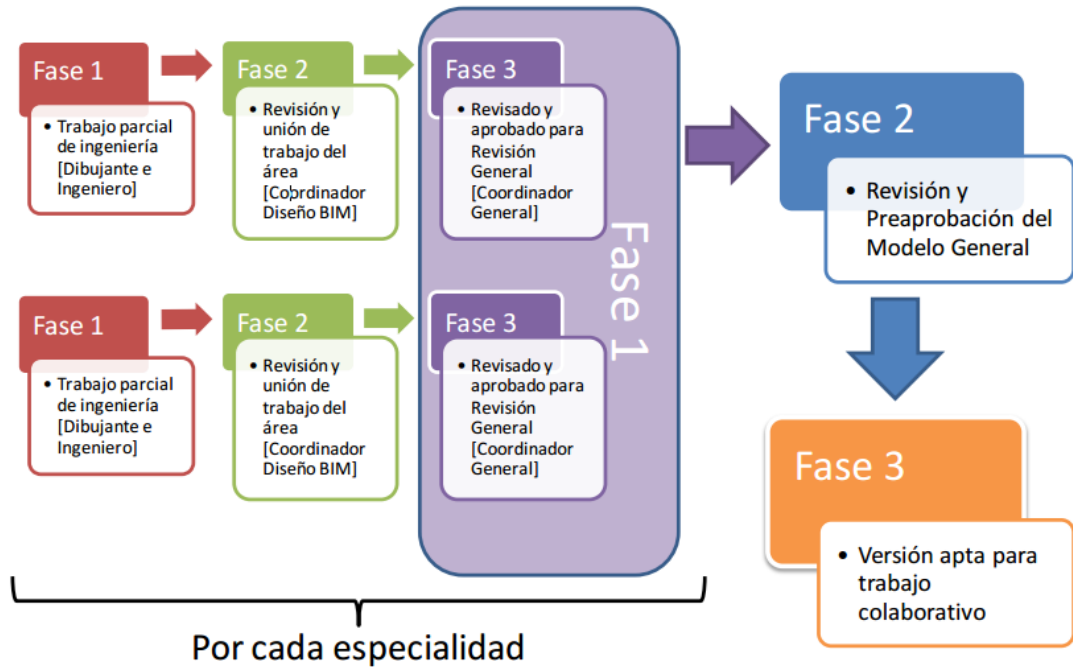 Fase 1
• Trabajo parcial
de ingeniería
[Dibujante e
Ingeniero]
Fase 2
• Revisión y
unión de
trabajo del
área
[Coordinador
Diseño BIM]
Fase 3
• Revisado y
aprobado para
Revisión
General
[Coordinador
General]
Fase 1
• Trabajo parcial
de ingeniería
[Dibujante e
Ingeniero]
Fase 2
• Revisión y
unión de
trabajo del
área
[Coordinador
Diseño BIM]
Fase 3
• Revisado y
aprobado para
Revisión
General
[Coordinador
General]
Fase 1
Por cada especialidad
Fase 2
• Revisión y
Preaprobación del
Modelo General
Fase 3
• Versión apta para
trabajo
colaborativo